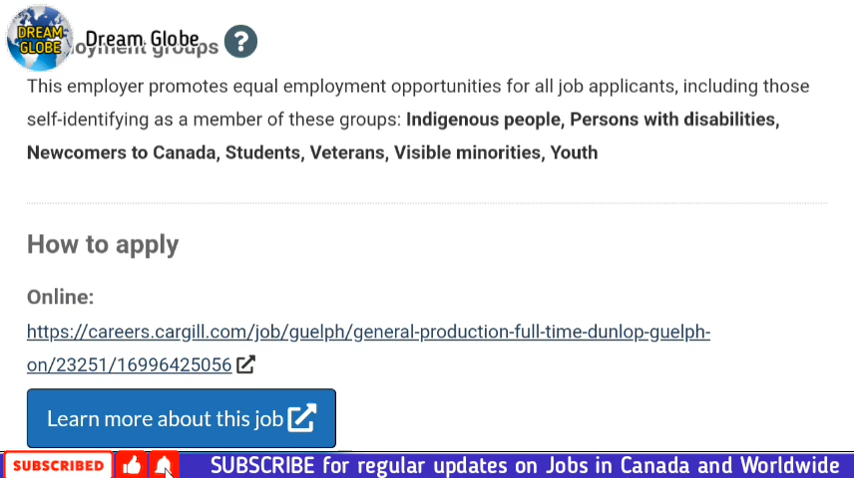 DREAM
GLOBE
Dream Globe
groups ?
This employer promotes equal employment opportunities for all job applicants, including those
self-identifying as a member of these groups: Indigenous people, Persons with disabilities,
Newcomers to Canada, Students, Veterans, Visible minorities, Youth
How to apply
Online:
https://careers.cargill.com/job/guelph/general-production-full-time-dunlop-guelph-
on/23251/16996425056
Learn more about this job
SUBSCRIBED SUBSCRIBE for regular updates on Jobs in Canada and Worldwide